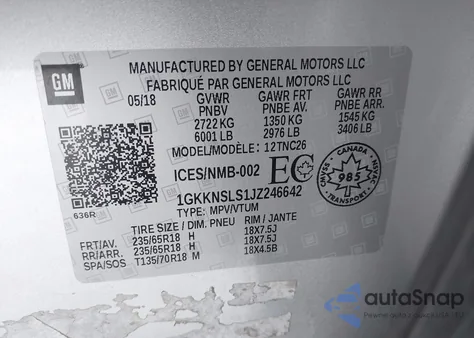 GM
MANUFACTURED BY GENERAL MOTORS LLC
FABRIQUÉ PAR GENERAL MOTORS LLC
05/18 GVWR GAWR FRT GAWR RR
PNBV PNBE AV. PNBE ARR.
2722 KG 1350 KG 1545 KG
6001 LB 2976 LB 3406 LB
MODEL/MODÈLE: 12TNC26
ICES/NMB-002 EC
CANADA
985
636R
1GKKNSLS1JZ246642
TYPE: MPV/VTUM
TIRE SIZE / DIM. PNEU RIM / JANTE
FRT/AV. 235/65R18 H 18X7.5J
RR/ARR. 235/65R18 H 18X7.5J
SPA/SOS T135/70R18 M 18X4.5B
autoSnap